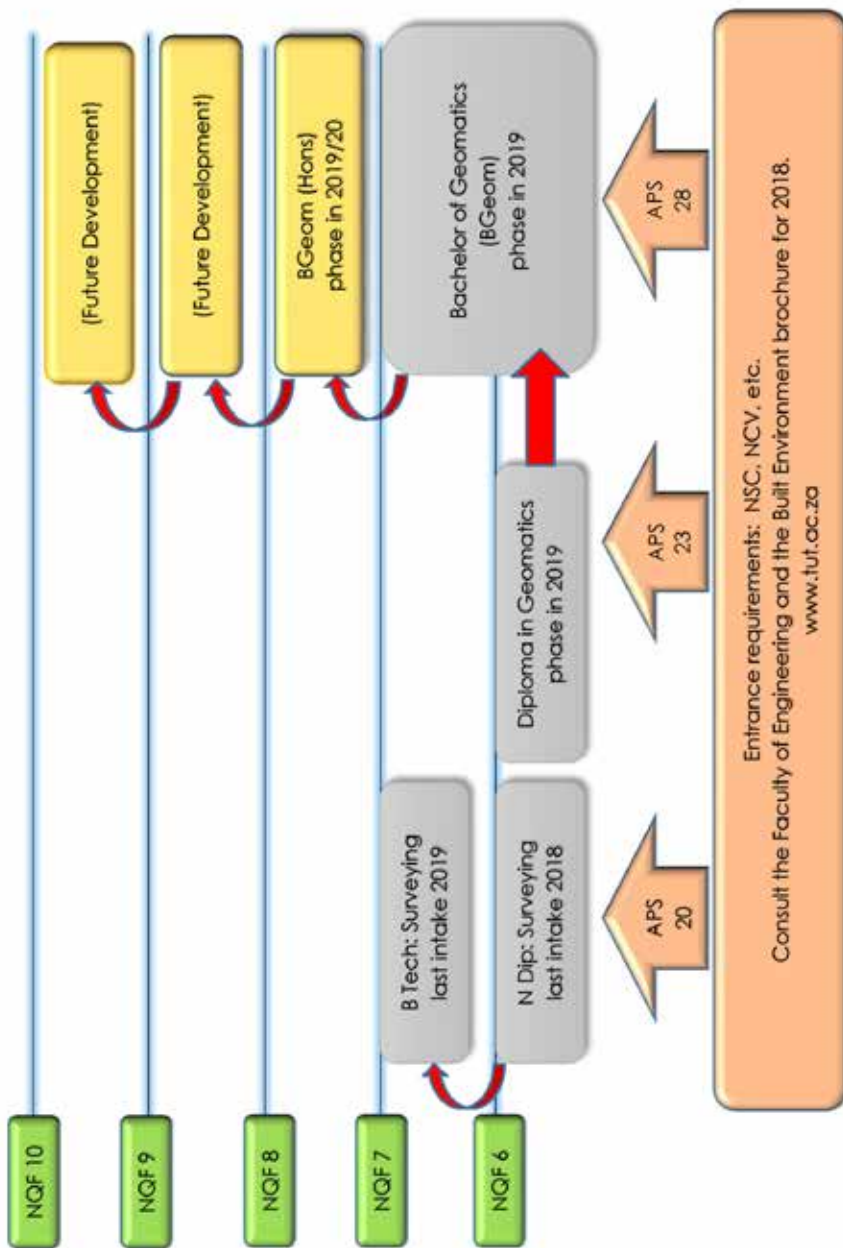 NQF 10
(Future Development)
NQF 9
(Future Development)
NQF 8
BGeom (Hons)
phase in 2019/20
NQF 7
B Tech: Surveying
last intake 2019
Bachelor of Geomatics
(BGeom)
phase in 2019
NQF 6
N Dip: Surveying
last intake 2018
Diploma in Geomatics
phase in 2019
APS
20
APS
23
APS
28
Entrance requirements: NSC, NCV, etc.
Consult the Faculty of Engineering and the Built Environment brochure for 2018.
www.tut.ac.za